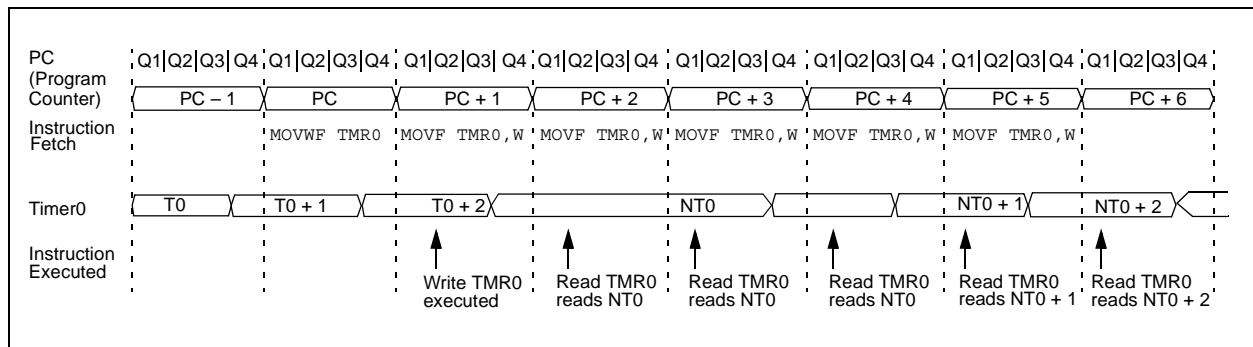 PC Q1|Q2|Q3|Q4 Q1|Q2|Q3|Q4 Q1|Q2|Q3|Q4 Q1|Q2|Q3|Q4 Q1|Q2|Q3|Q4 Q1|Q2|Q3|Q4 Q1|Q2|Q3|Q4 Q1|Q2|Q3|Q4
(Program
Counter) PC – 1 PC PC + 1 PC + 2 PC + 3 PC + 4 PC + 5 PC + 6
Instruction
Fetch MOVWF TMR0 MOVF TMR0,W MOVF TMR0,W MOVF TMR0,W MOVF TMR0,W MOVF TMR0,W
Timer0 T0 T0 + 1 T0 + 2 NT0 NT0 + 1 NT0 + 2
Instruction
Executed
Write TMR0 Read TMR0 Read TMR0 Read TMR0 Read TMR0 Read TMR0
executed reads NT0 reads NT0 reads NT0 reads NT0 + 1 reads NT0 + 2